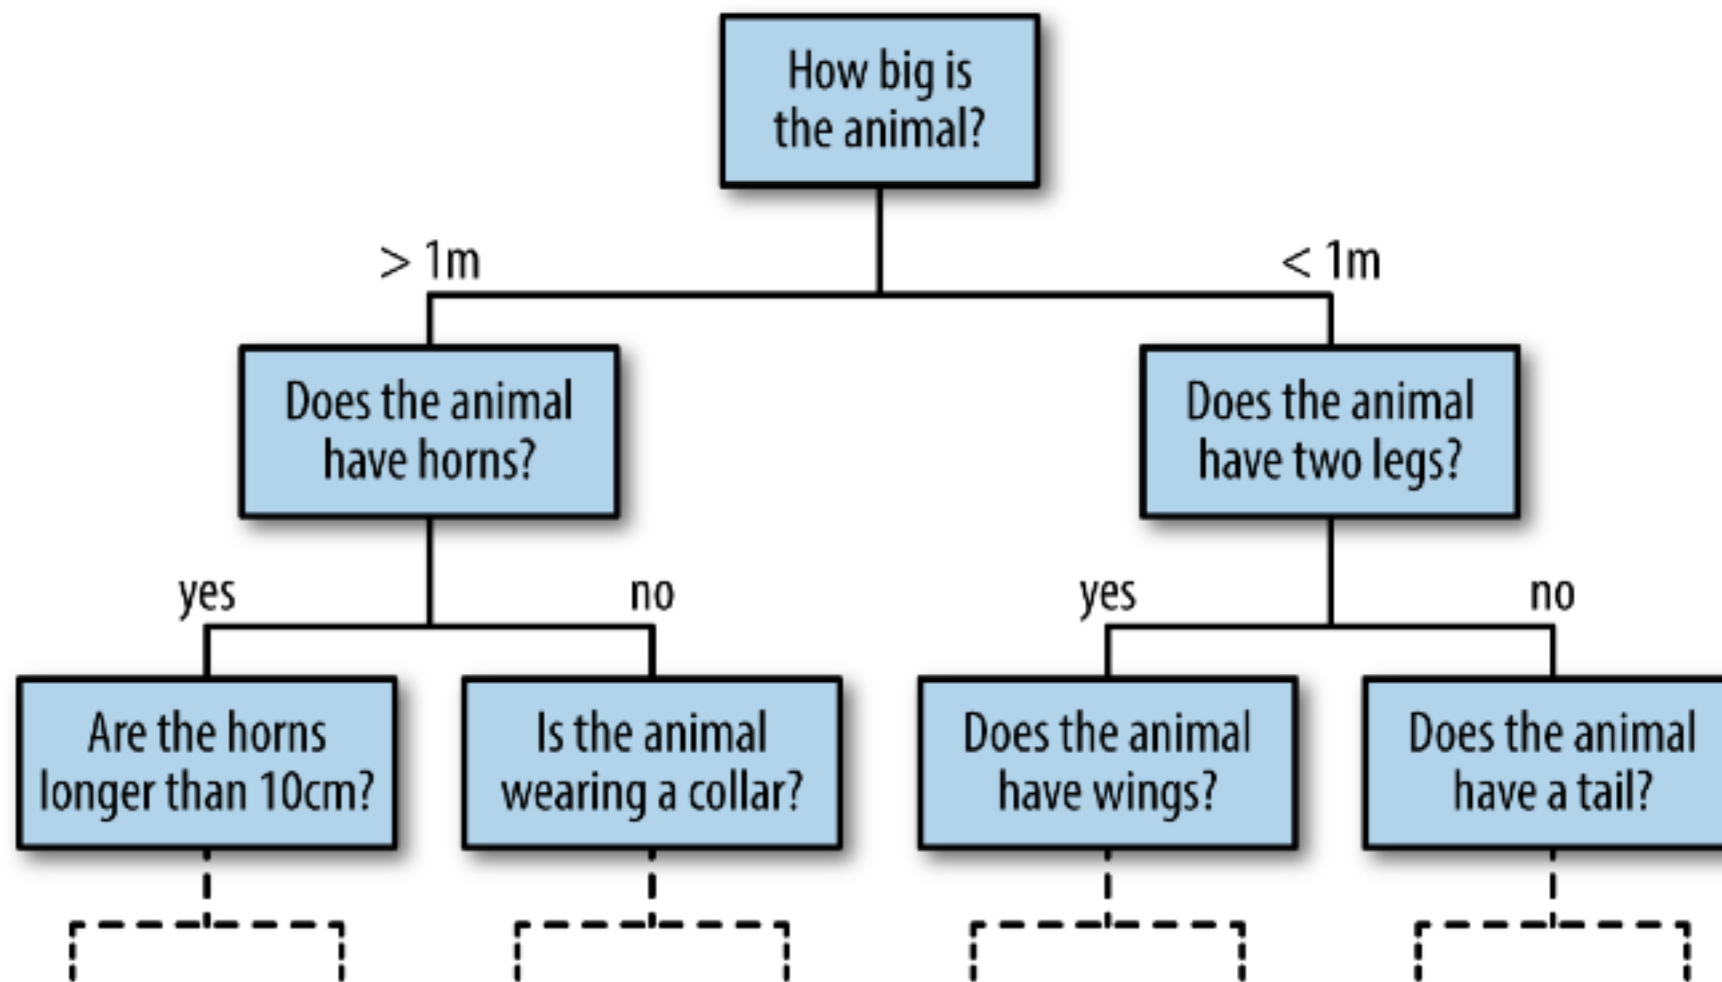 How big is
the animal?
> 1m
< 1m
Does the animal
have horns?
Does the animal
have two legs?
yes
no
yes
no
Are the horns
longer than 10cm?
Is the animal
wearing a collar?
Does the animal
have wings?
Does the animal
have a tail?